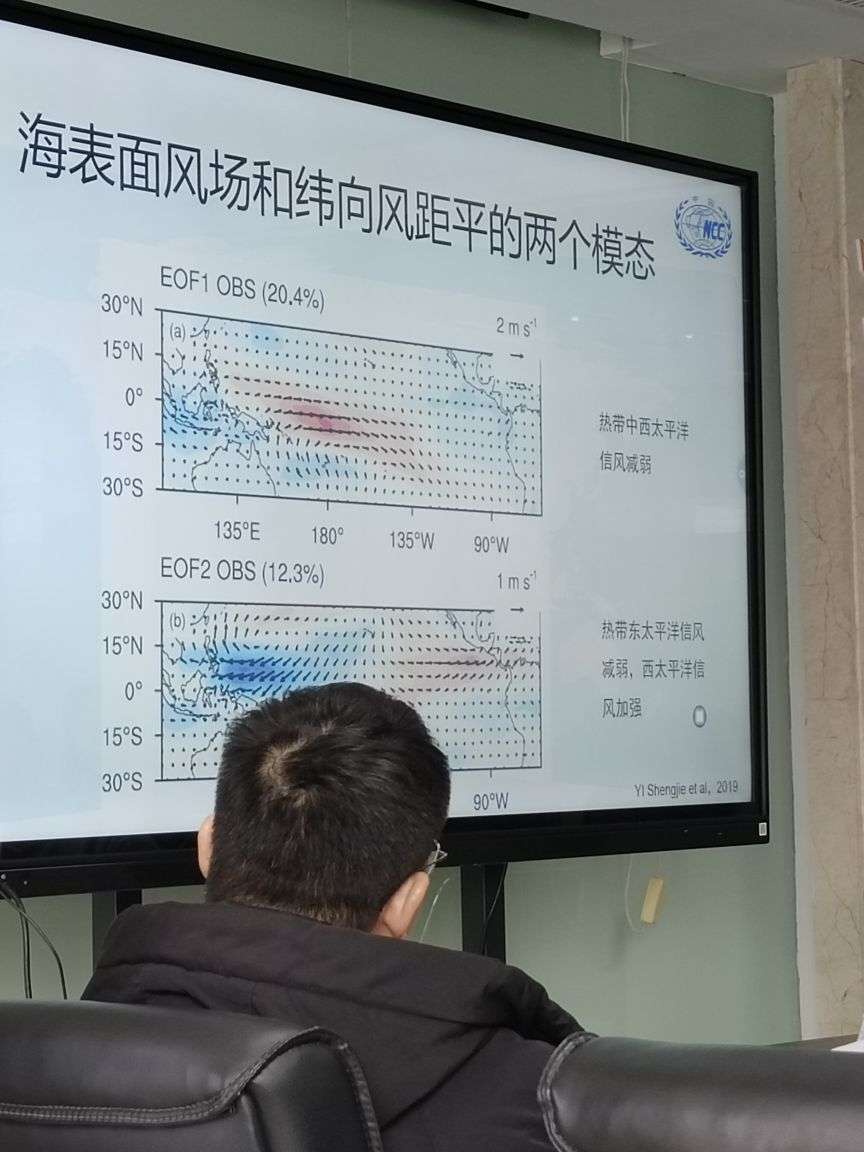 海表面风场和纬向风距平的两个模态
NCC
EOF1 OBS (20.4%)
2 m s⁻¹
30°N
(a)
15°N
0°
15°S
30°S
135°E
180°
135°W
90°W
热带中西太平洋
信风减弱
EOF2 OBS (12.3%)
1 m s⁻¹
30°N
(b)
15°N
0°
15°S
30°S
90°W
热带东太平洋信风
减弱，西太平洋信
风加强
YI Shengjie et al，2019